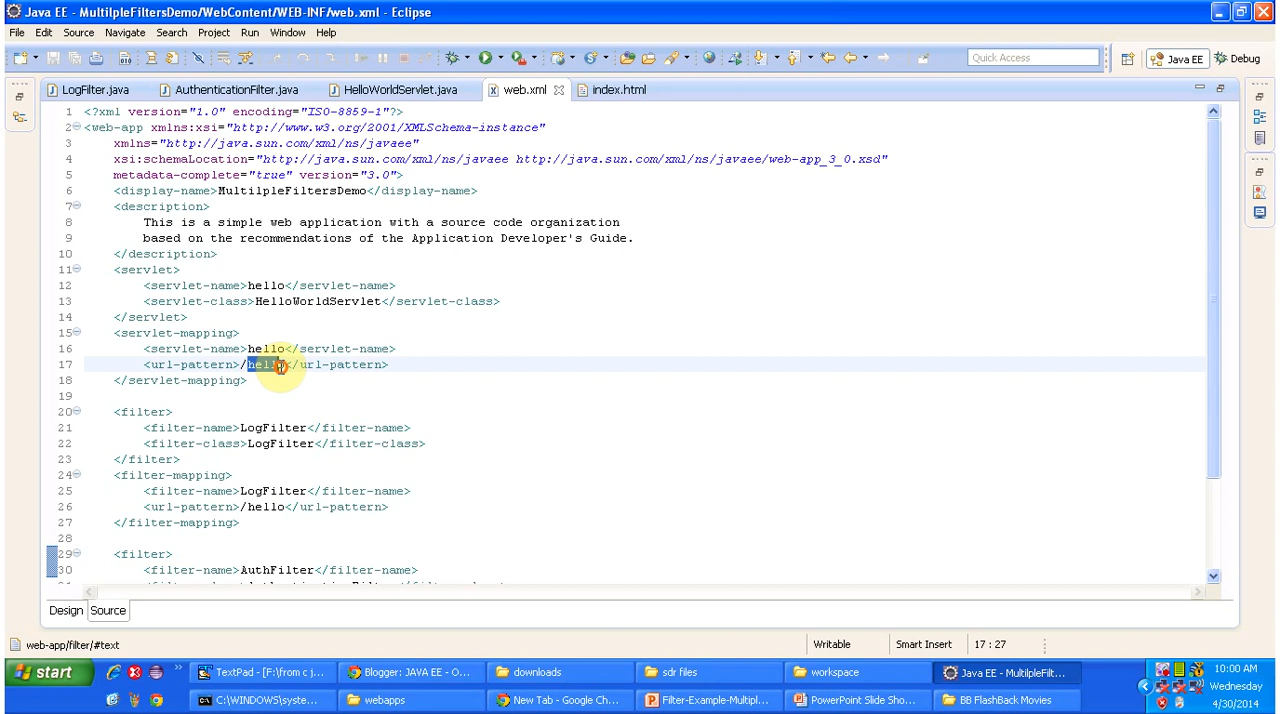 Java EE - MultilpleFiltersDemo/WebContent/WEB-INF/web.xml - Eclipse
File Edit Source Navigate Search Project Run Window Help
Quick Access
Java EE
Debug
LogFilter.java
AuthenticationFilter.java
HelloWorldServlet.java
web.xml
index.html
1 <?xml version="1.0" encoding="ISO-8859-1"?>
2 <web-app xmlns:xsi="http://www.w3.org/2001/XMLSchema-instance"
3 xmlns="http://java.sun.com/xml/ns/javaee"
4 xsi:schemaLocation="http://java.sun.com/xml/ns/javaee http://java.sun.com/xml/ns/javaee/web-app_3_0.xsd"
5 metadata-complete="true" version="3.0">
6 <display-name>MultilpleFiltersDemo</display-name>
7 <description>
8 This is a simple web application with a source code organization
9 based on the recommendations of the Application Developer's Guide.
10 </description>
11 <servlet>
12 <servlet-name>hello</servlet-name>
13 <servlet-class>HelloWorldServlet</servlet-class>
14 </servlet>
15 <servlet-mapping>
16 <servlet-name>hello</servlet-name>
17 <url-pattern>/hello</url-pattern>
18 </servlet-mapping>
19
20 <filter>
21 <filter-name>LogFilter</filter-name>
22 <filter-class>LogFilter</filter-class>
23 </filter>
24 <filter-mapping>
25 <filter-name>LogFilter</filter-name>
26 <url-pattern>/hello</url-pattern>
27 </filter-mapping>
28
29 <filter>
30 <filter-name>AuthFilter</filter-name>
Design Source
web-app/filter/#text
Writable
Smart Insert
17 : 27
start
TextPad - [F:\from c j...
Blogger: JAVA EE - O...
downloads
sdr files
workspace
Java EE - MultilpleFilt...
10:00 AM
Wednesday
4/30/2014
C:\WINDOWS\syste...
webapps
New Tab - Google Ch...
Filter-Example-Multipl...
PowerPoint Slide Sho...
BB FlashBack Movies